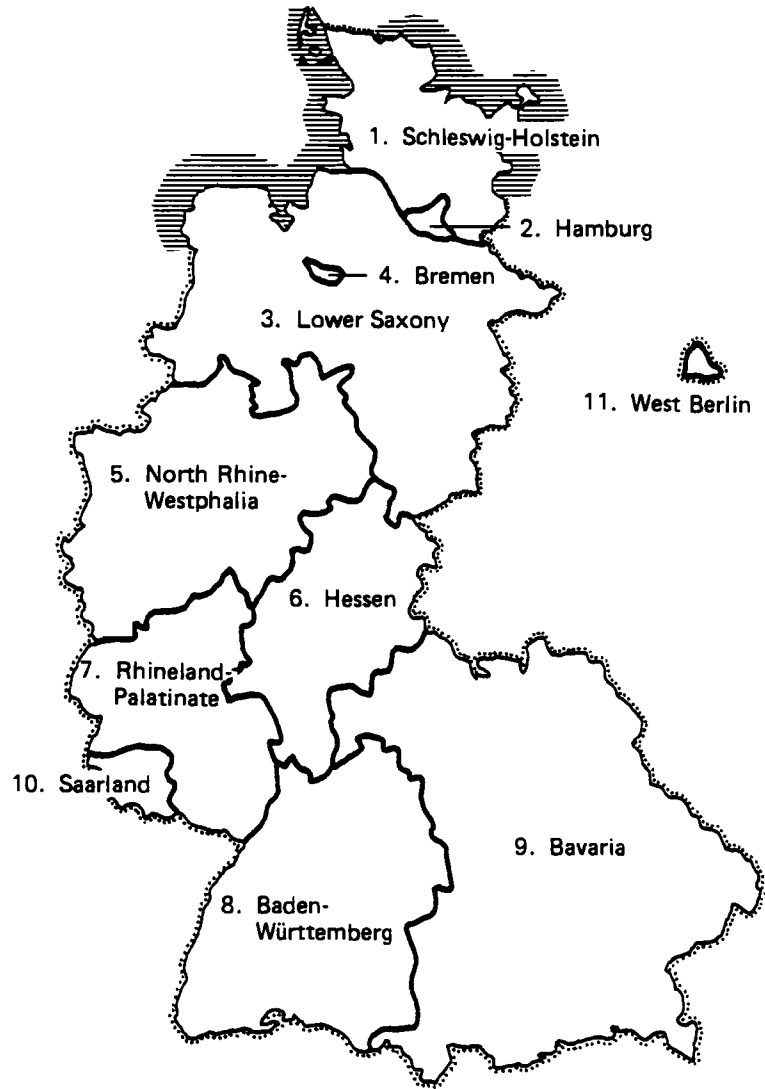 1. Schleswig-Holstein
2. Hamburg
4. Bremen
3. Lower Saxony
11. West Berlin
5. North Rhine-
Westphalia
6. Hessen
7. Rhineland-
Palatinate
10. Saarland
9. Bavaria
8. Baden-
Württemberg